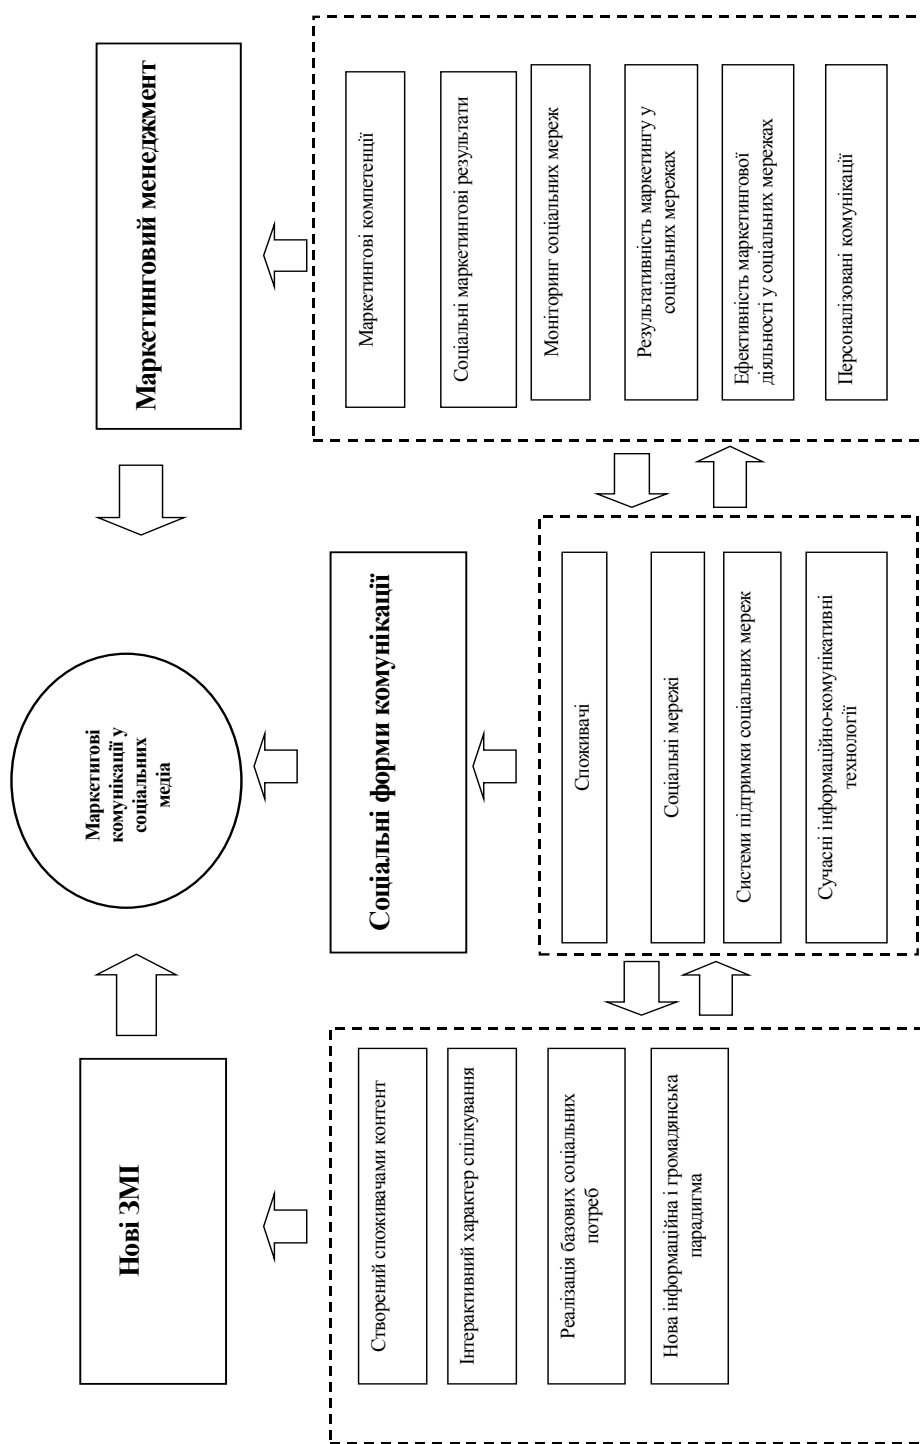 Маркетигові
комунікації у
соціальних
медіа
Нові ЗМІ
Соціальні форми комунікації
Маркетинговий менеджмент
Створений споживачами контент
Інтерактивний характер спілкування
Реалізація базових соціальних
потреб
Нова інформаційна і громадянська
парадигма
Споживачі
Соціальні мережі
Системи підтримки соціальних мереж
Сучасні інформаційно-комунікативні
технології
Маркетингові компетенції
Соціальні маркетингові результати
Моніторинг соціальних мереж
Результативність маркетингу у
соціальних мережах
Ефективність маркетингової
діяльності у соціальних мережах
Персоналізовані комунікації